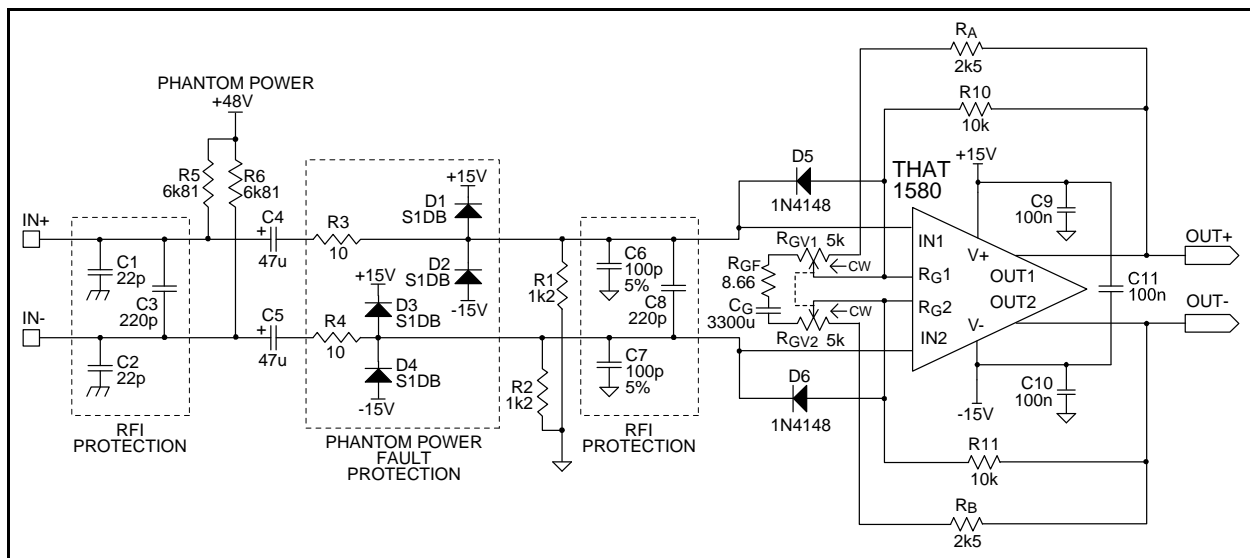 PHANTOM POWER
+48V
R5
6k81
R6
6k81
IN+
IN-
C1
22p
C2
22p
C3
220p
RFI
PROTECTION
C4
+
47u
C5
+
47u
R3
10
R4
10
+15V
D1
S1DB
D2
S1DB
-15V
+15V
D3
S1DB
D4
S1DB
-15V
PHANTOM POWER
FAULT
PROTECTION
R1
1k2
R2
1k2
C6
100p
5%
C7
100p
5%
C8
220p
RFI
PROTECTION
D5
1N4148
D6
1N4148
RA
2k5
R10
10k
RGV1 5k
CW
RGF
8.66
CG
3300u
CW
RGV2 5k
THAT
1580
IN1
RG1
RG2
IN2
V+
OUT1
OUT2
V-
+15V
C9
100n
C11
100n
C10
100n
-15V
OUT+
OUT-
R11
10k
RB
2k5